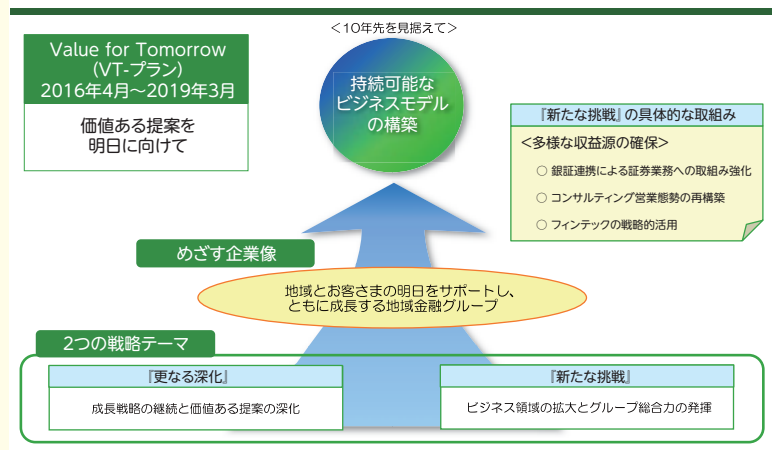 Value for Tomorrow
(VT-プラン)
2016年4月～2019年3月
価値ある提案を
明日に向けて
＜10年先を見据えて＞
持続可能な
ビジネスモデル
の構築
『新たな挑戦』の具体的な取組み
＜多様な収益源の確保＞
○ 銀証連携による証券業務への取組み強化
○ コンサルティング営業態勢の再構築
○ フィンテックの戦略的活用
めざす企業像
地域とお客さまの明日をサポートし、
ともに成長する地域金融グループ
2つの戦略テーマ
『更なる深化』
成長戦略の継続と価値ある提案の深化
『新たな挑戦』
ビジネス領域の拡大とグループ総合力の発揮